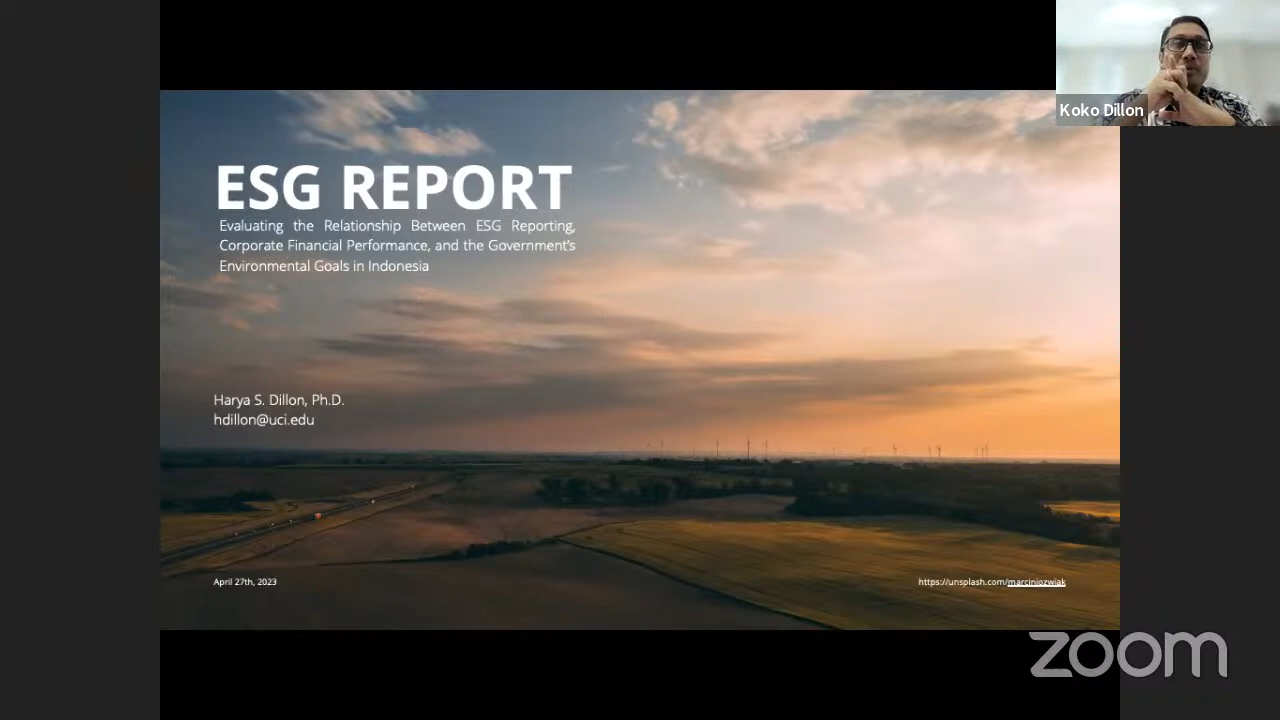 Koko Dillon
ESG REPORT
Evaluating the Relationship Between ESG Reporting,
Corporate Financial Performance, and the Government's
Environmental Goals in Indonesia
Harya S. Dillon, Ph.D.
hdillon@uci.edu
April 27th, 2023
https://unsplash.com/marciniozwiak
zoom